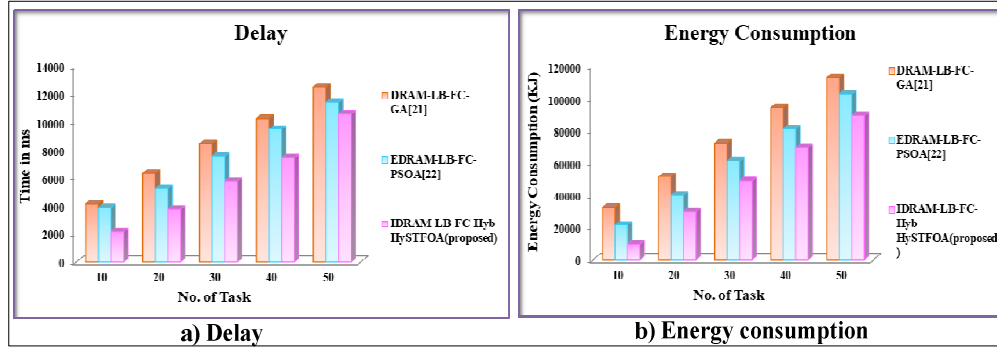 Delay
14000
12000
10000
8000
6000
4000
2000
0
Time in ms
10 20 30 40 50
No. of Task
DRAM-LB-FC-
GA[21]
EDRAM-LB-FC-
PSOA[22]
IDRAM-LB-FC-Hyb
HySTFOA(proposed)
a) Delay
Energy Consumption
120000
100000
80000
60000
40000
20000
0
Energy Consumption (KJ)
10 20 30 40 50
No. of Task
DRAM-LB-FC-
GA[21]
EDRAM-LB-FC-
PSOA[22]
IDRAM-LB-FC-
Hyb
HySTFOA(proposed
)
b) Energy consumption